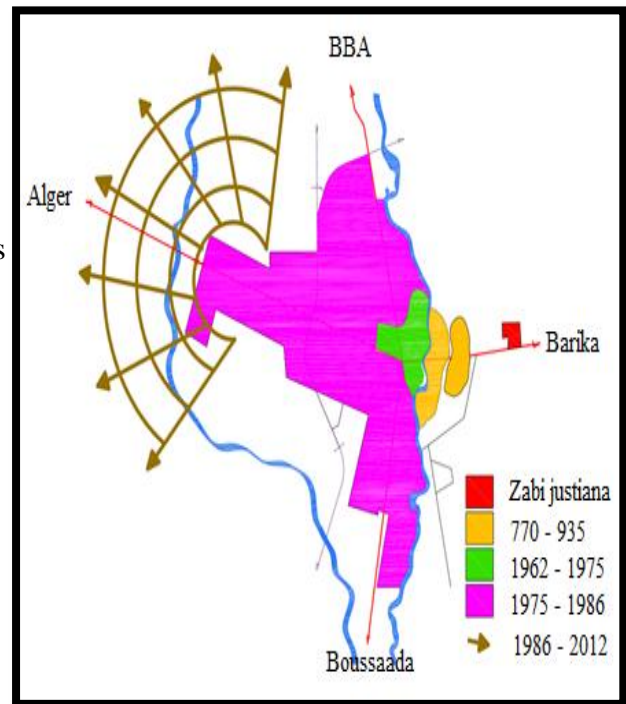 BBA
Alger
s
Barika
Zabi justiana
770 - 935
1962 - 1975
1975 - 1986
1986 - 2012
Boussaada